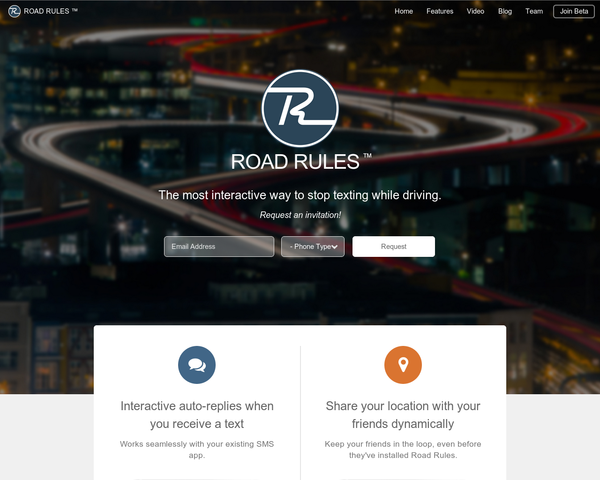 ROAD RULES ™
Home
Features
Video
Blog
Team
Join Beta
ROAD RULES ™
The most interactive way to stop texting while driving.
Request an invitation!
Email Address
- Phone Type
Request
Interactive auto-replies when
you receive a text
Works seamlessly with your existing SMS
app.
Share your location with your
friends dynamically
Keep your friends in the loop, even before
they've installed Road Rules.